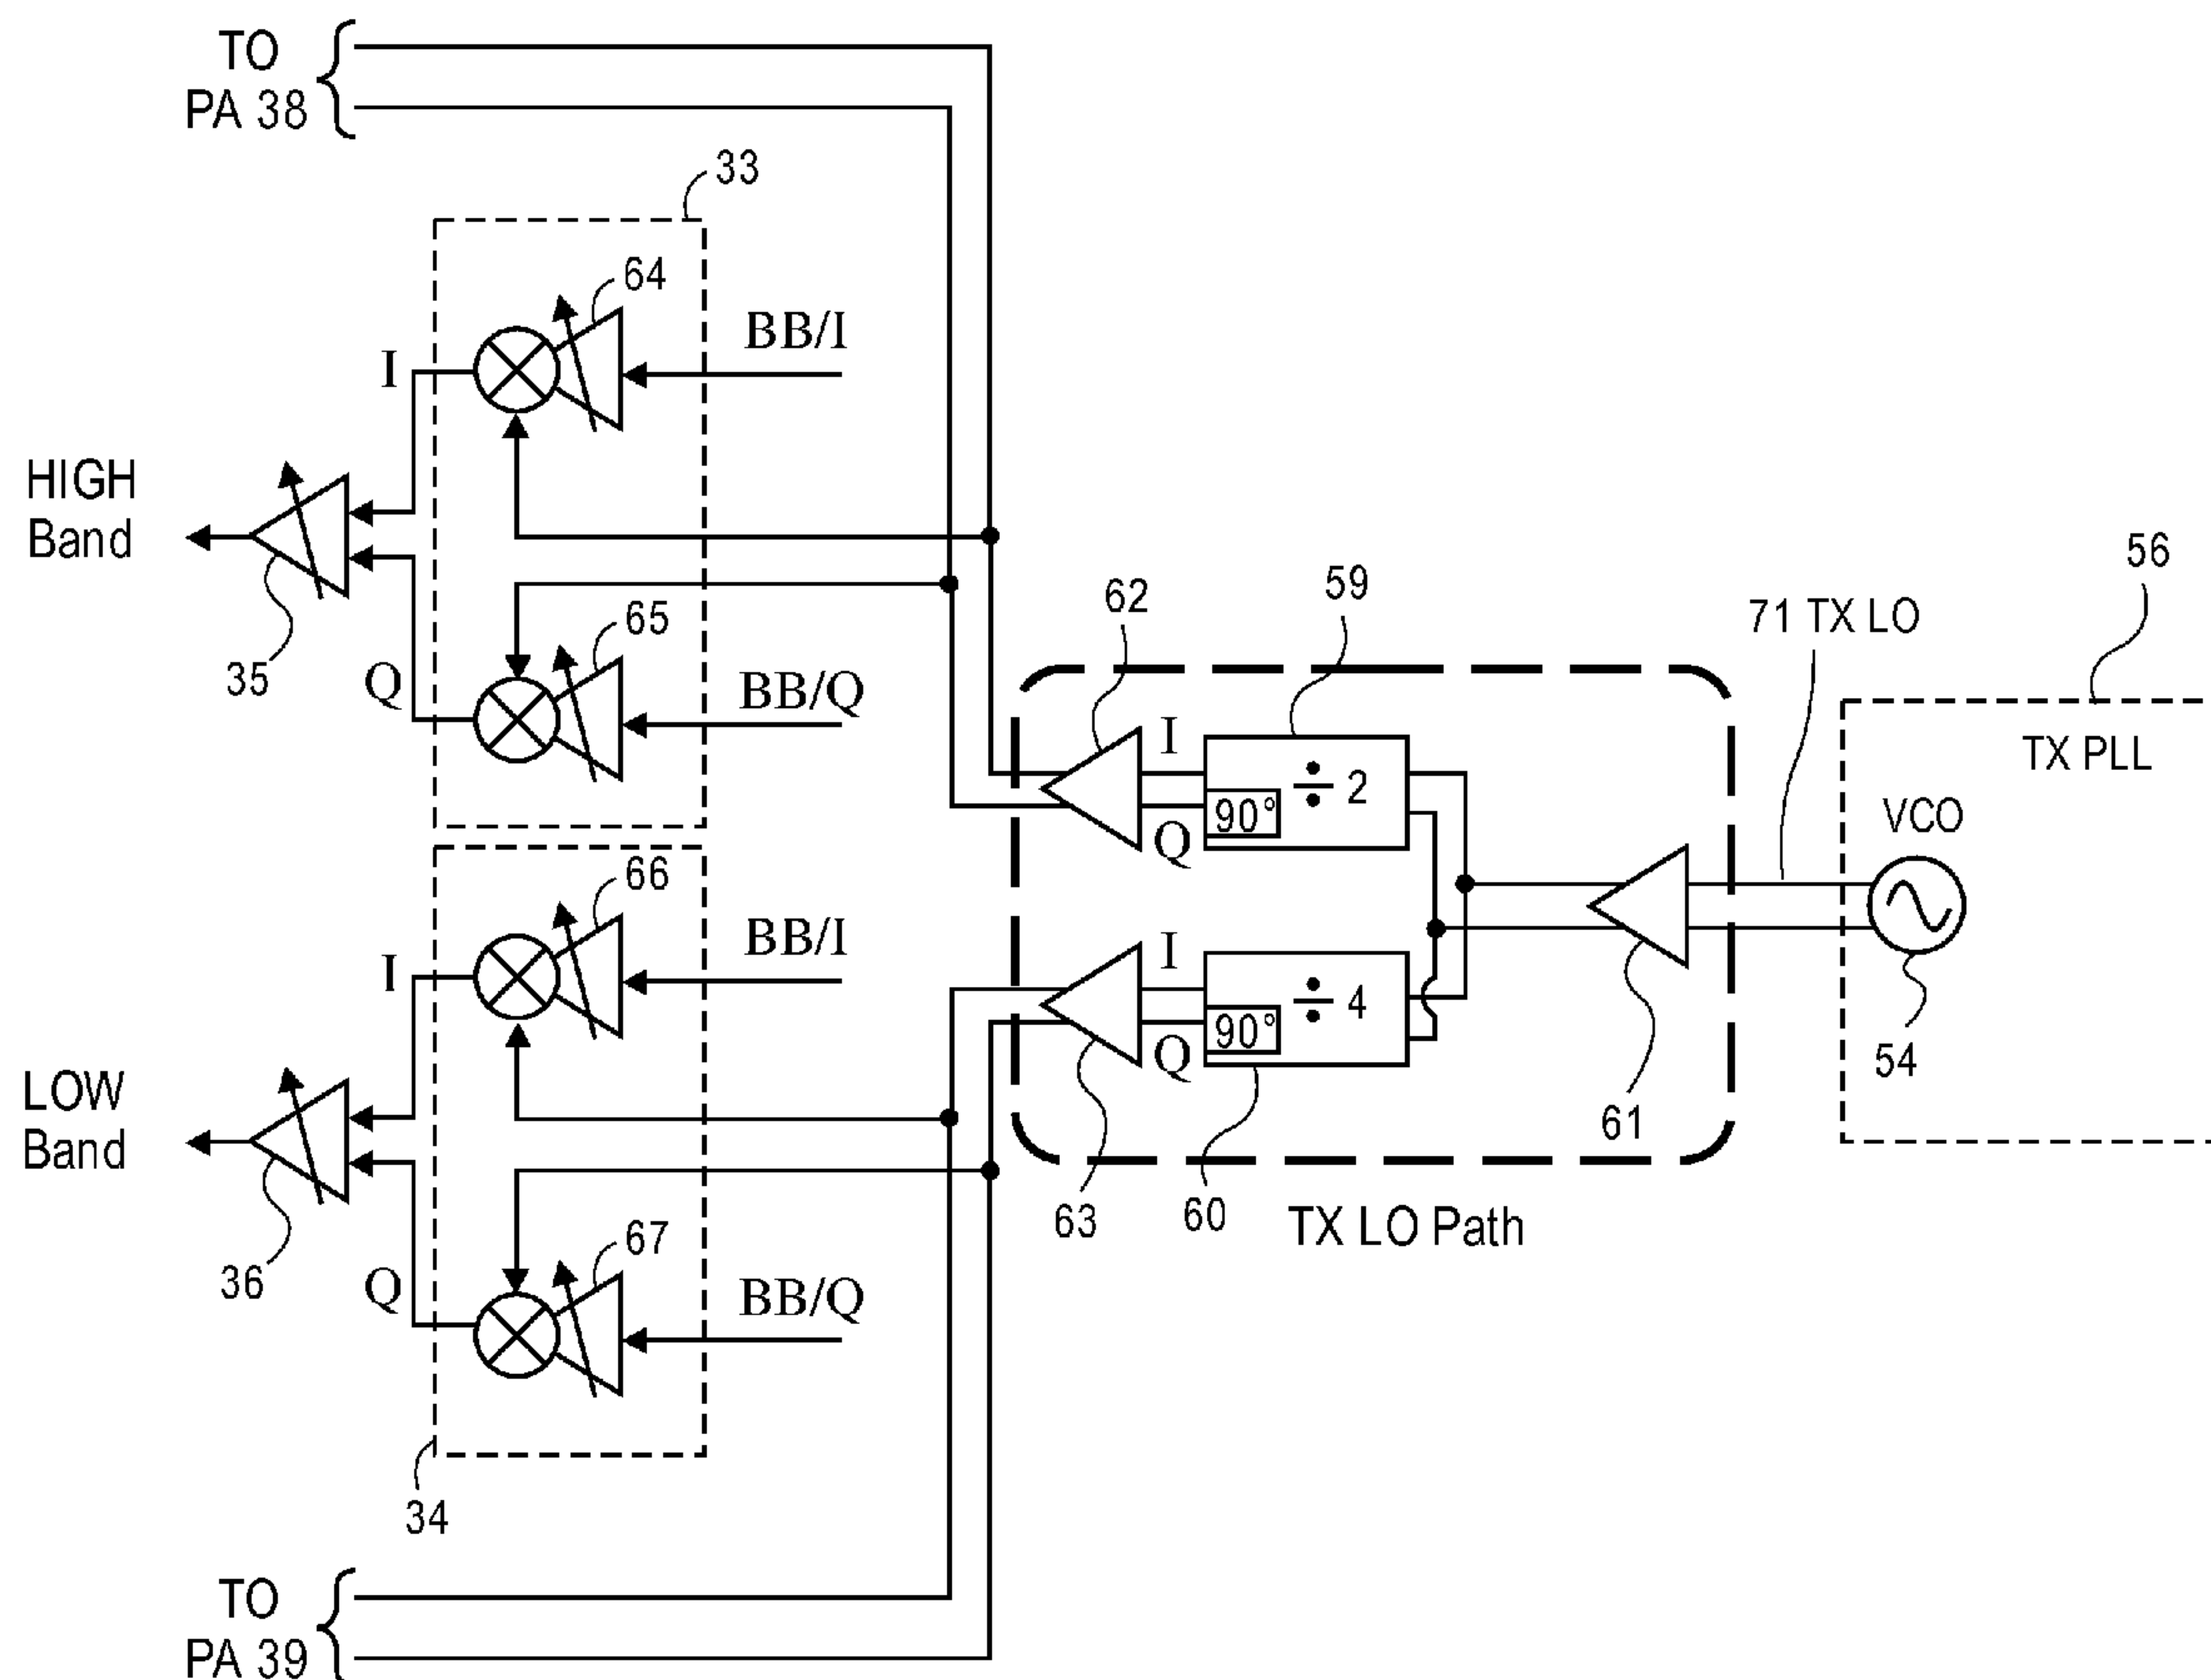 TO
PA 38
33
64
BB/I
I
HIGH
Band
35
65
Q
BB/Q
62
59
71 TX LO
56
TX PLL
I
÷ 2
90°
Q
VCO
66
BB/I
I
I
÷ 4
90°
Q
54
61
LOW
Band
36
63
60
TX LO Path
67
Q
BB/Q
34
TO
PA 39